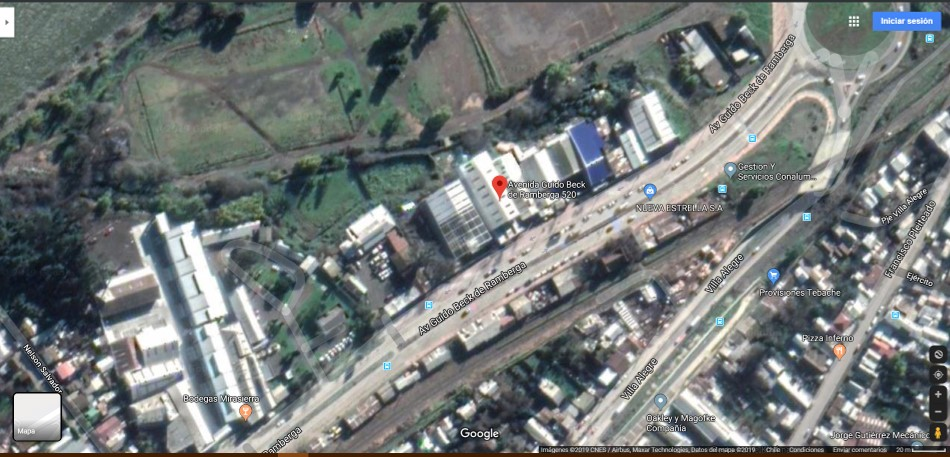 Iniciar sesión
Av Guido Beck de Ramberga
Gestion Y
Servicios Conalum...
Avenida Guido Beck
de Ramberga 520
NUEVA ESTRELLA S.A
Pje Villa Alegre
Francisco Pleiteado
Ejército
Villa Alegre
Provisiones Tebache
Av Guido Beck de Ramberga
Pizza Inferno
Nelson Salvador
Villa Alegre
Bodegas Miraсierra
Oakley y Magofke
Compañia
Mapa
Ramberga
Google
Jorge Gutiérrez Mecánico
Imágenes ©2019 CNES / Airbus, Maxar Technologies, Datos del mapa ©2019 Chile Condiciones Enviar comentarios 20 m